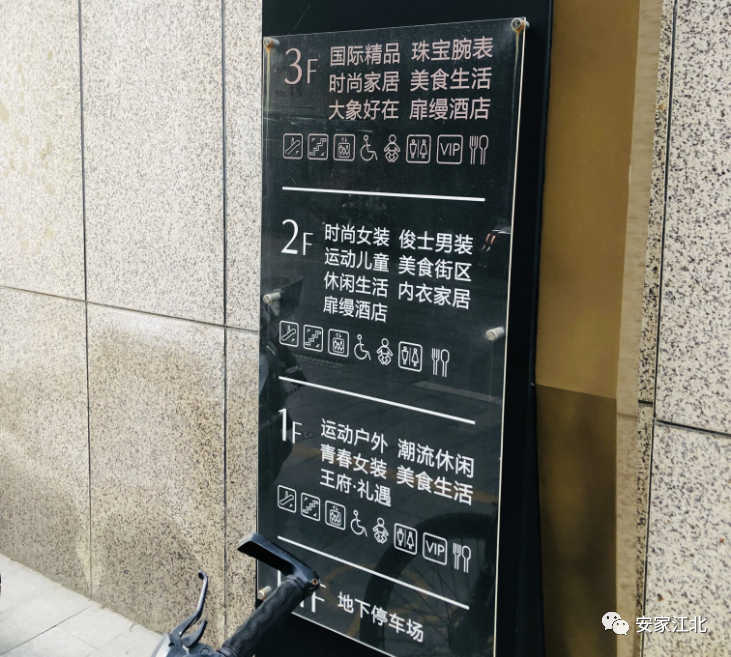 3F
国际精品 珠宝腕表
时尚家居 美食生活
大象好在 扉缦酒店
VIP
2F
时尚女装 俊士男装
运动儿童 美食街区
休闲生活 内衣家居
扉缦酒店
1F
运动户外 潮流休闲
青春女装 美食生活
王府·礼遇
VIP
地下停车场
安家江北